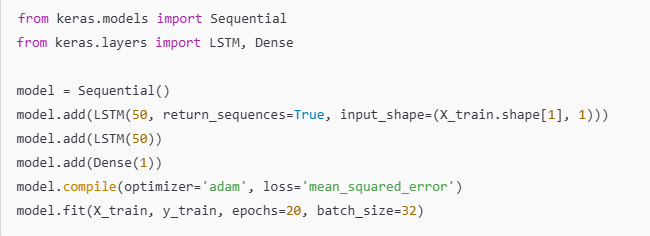 from keras.models import Sequential
from keras.layers import LSTM, Dense
model = Sequential()
model.add(LSTM(50, return_sequences=True, input_shape=(X_train.shape[1], 1)))
model.add(LSTM(50))
model.add(Dense(1))
model.compile(optimizer='adam', loss='mean_squared_error')
model.fit(X_train, y_train, epochs=20, batch_size=32)